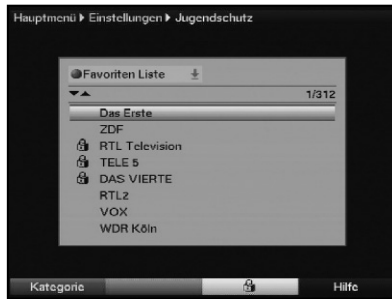 Hauptmenü ▶ Einstellungen ▶ Jugendschutz
Favoriten Liste
1/312
Das Erste
ZDF
RTL Television
TELE 5
DAS VIERTE
RTL2
VOX
WDR Köln
Kategorie Hilfe